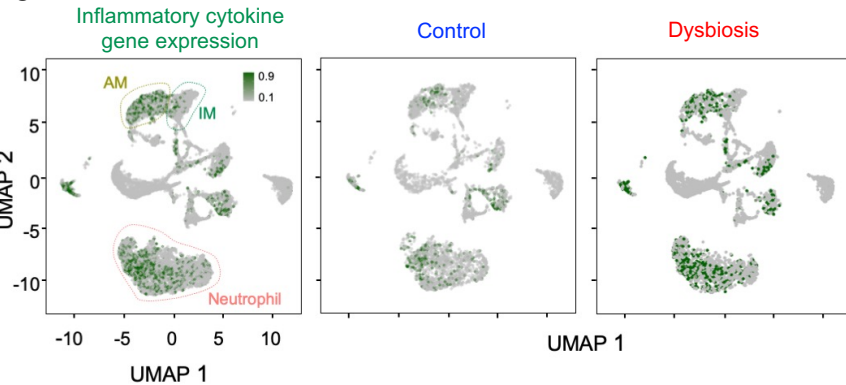 Inflammatory cytokine
gene expression
Control
Dysbiosis
AM
0.9
0.1
IM
10
5
0
-5
-10
UMAP 2
Neutrophil
-10 -5 0 5 10
UMAP 1
UMAP 1